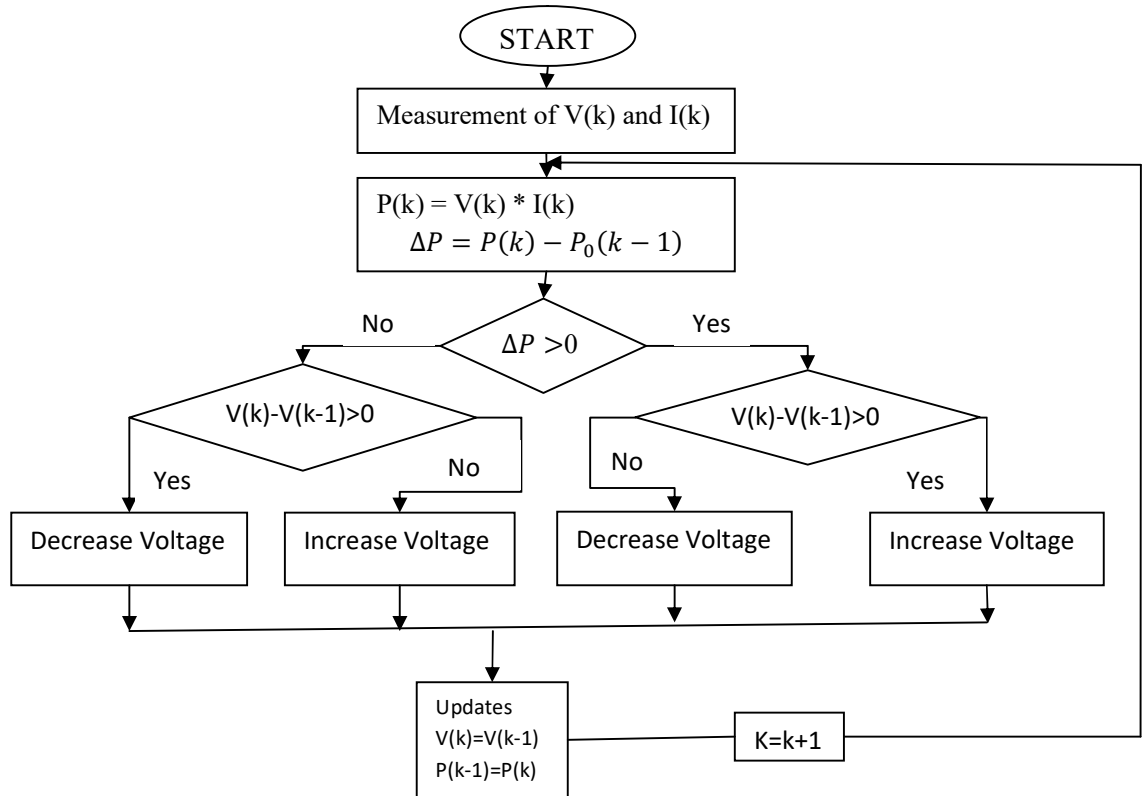 START
Measurement of V(k) and I(k)
P(k) = V(k) * I(k)
Δ𝑃 = 𝑃(𝑘) − 𝑃₀(𝑘 − 1)
No
Yes
Δ𝑃 >0
V(k)-V(k-1)>0
V(k)-V(k-1)>0
Yes
No
No
Yes
Decrease Voltage
Increase Voltage
Decrease Voltage
Increase Voltage
Updates
V(k)=V(k-1)
P(k-1)=P(k)
K=k+1